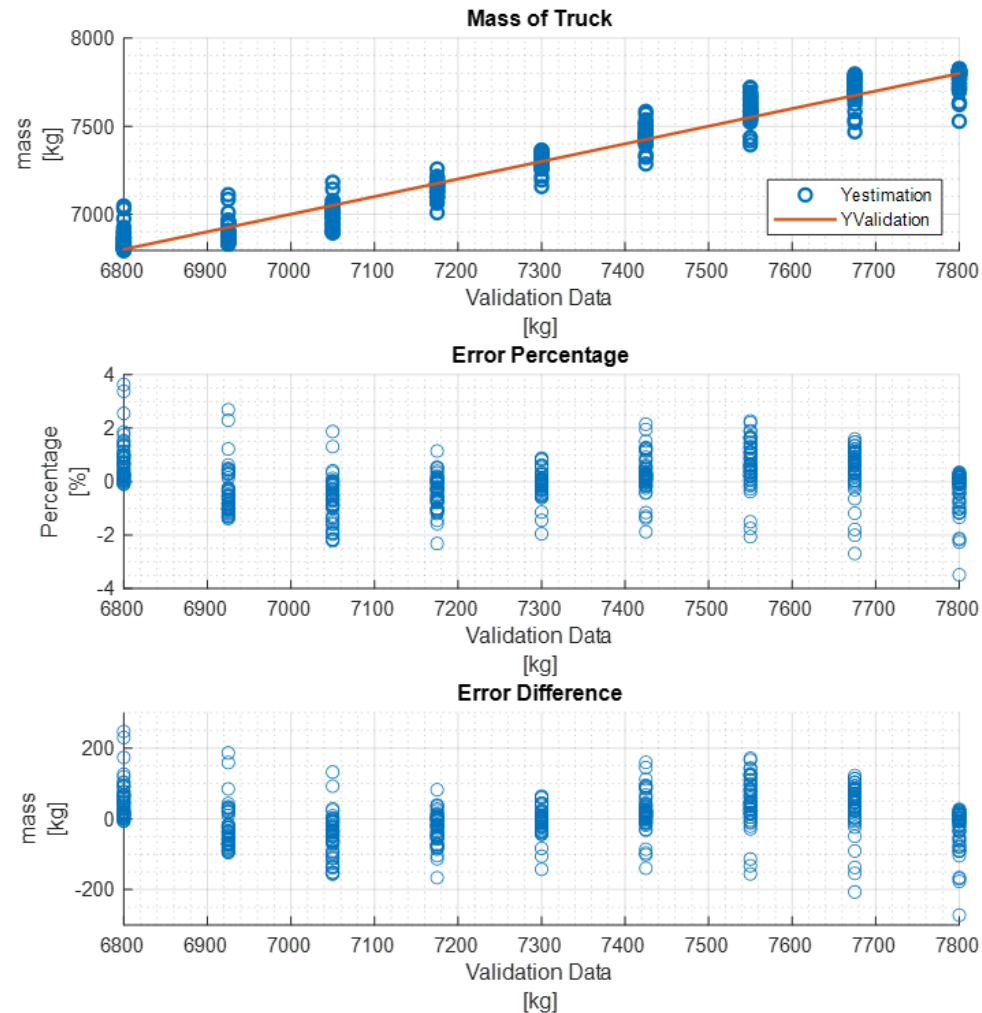 Mass of Truck
8000
7500
7000
mass
[kg]
Yestimation
YValidation
6800 6900 7000 7100 7200 7300 7400 7500 7600 7700 7800
Validation Data
[kg]
Error Percentage
4
2
0
-2
-4
Percentage
[%]
6800 6900 7000 7100 7200 7300 7400 7500 7600 7700 7800
Validation Data
[kg]
Error Difference
200
0
-200
mass
[kg]
6800 6900 7000 7100 7200 7300 7400 7500 7600 7700 7800
Validation Data
[kg]